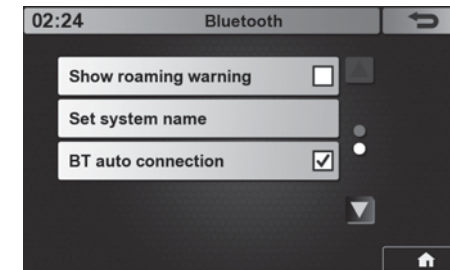 02:24 Bluetooth
Show roaming warning
Set system name
BT auto connection